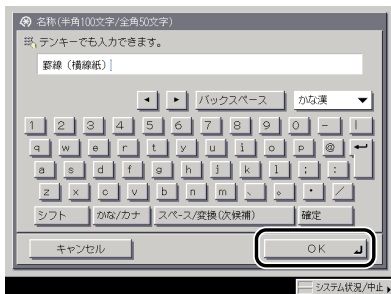 名称(半角100文字/全角50文字)
テンキーでも入力できます。
罫線（横線紙）
◂ ▸ バックスペース かな漢 ▼
1 2 3 4 5 6 7 8 9 0 - |
q w e r t y u i o p @
a s d f g h j k l ; :
z x c v b n m 、 。 ・ /
シフト かな/カナ スペース/変換(次候補) 確定
キャンセル OK
システム状況/中止